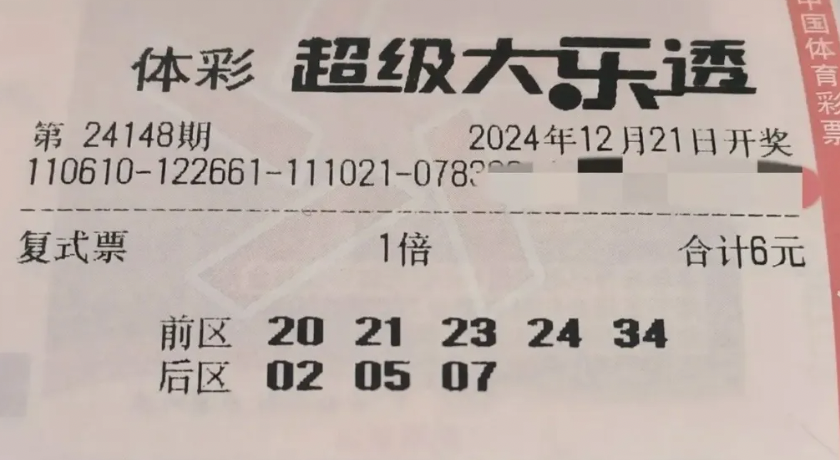 体彩 超级大乐透
第 24148期 2024年12月21日开奖
110610-122661-111021-078
复式票 1倍 合计6元
前区 20 21 23 24 34
后区 02 05 07
中国体育彩票